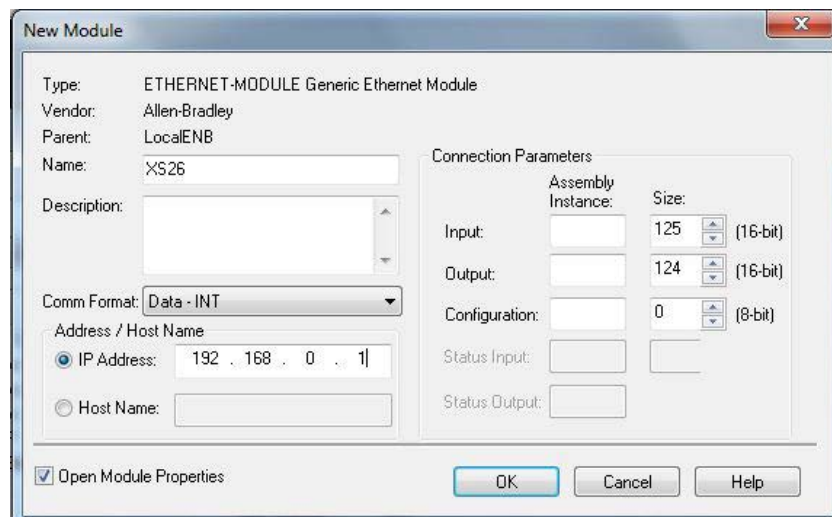 New Module
Type: ETHERNET-MODULE Generic Ethernet Module
Vendor: Allen-Bradley
Parent: LocalENB
Name: XS26
Description:
Comm Format: Data - INT
Address / Host Name
IP Address: 192 . 168 . 0 . 1
Host Name:
Connection Parameters
Assembly Instance: Size:
Input: 125 (16-bit)
Output: 124 (16-bit)
Configuration: 0 (8-bit)
Status Input:
Status Output:
Open Module Properties OK Cancel Help